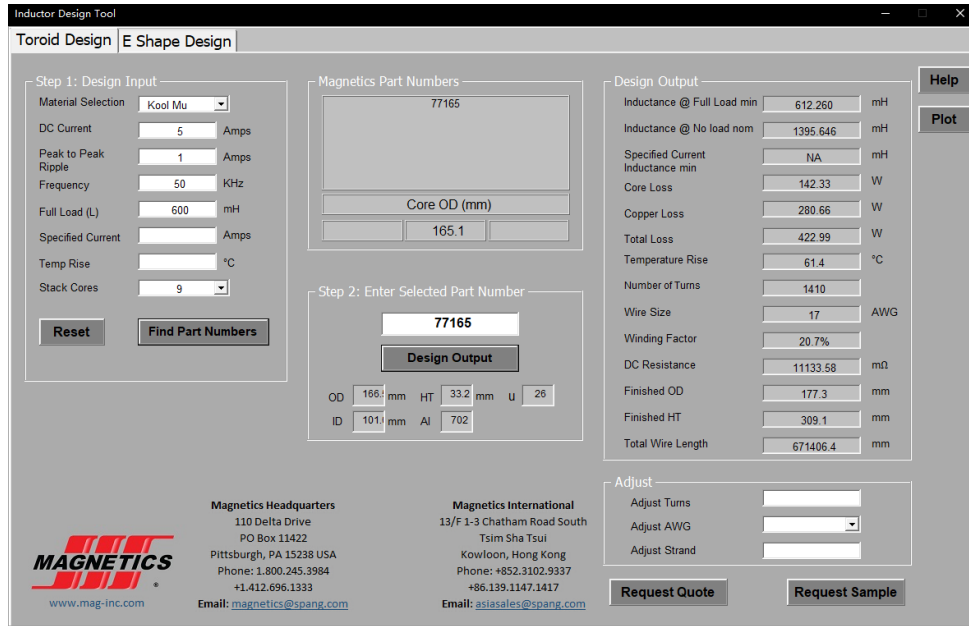 Inductor Design Tool
Toroid Design
E Shape Design
Step 1: Design Input
Material Selection Kool Mu
DC Current 5 Amps
Peak to Peak
Ripple 1 Amps
Frequency 50 KHz
Full Load (L) 600 mH
Specified Current Amps
Temp Rise °C
Stack Cores 9
Reset
Find Part Numbers
Magnetics Part Numbers
77165
Core OD (mm)
165.1
Step 2: Enter Selected Part Number
77165
Design Output
OD 166. mm HT 33.2 mm u 26
ID 101. mm Al 702
Design Output
Inductance @ Full Load min 612.260 mH
Inductance @ No load nom 1395.646 mH
Specified Current
Inductance min NA mH
Core Loss 142.33 W
Copper Loss 280.66 W
Total Loss 422.99 W
Temperature Rise 61.4 °C
Number of Turns 1410
Wire Size 17 AWG
Winding Factor 20.7%
DC Resistance 11133.58 mΩ
Finished OD 177.3 mm
Finished HT 309.1 mm
Total Wire Length 671406.4 mm
Help
Plot
Adjust
Adjust Turns
Adjust AWG
Adjust Strand
Request Quote
Request Sample
MAGNETICS
®
www.mag-inc.com
Magnetics Headquarters
110 Delta Drive
PO Box 11422
Pittsburgh, PA 15238 USA
Phone: 1.800.245.3984
+1.412.696.1333
Email: magnetics@spang.com
Magnetics International
13/F 1-3 Chatham Road South
Tsim Sha Tsui
Kowloon, Hong Kong
Phone: +852.3102.9337
+86.139.1147.1417
Email: asiasales@spang.com